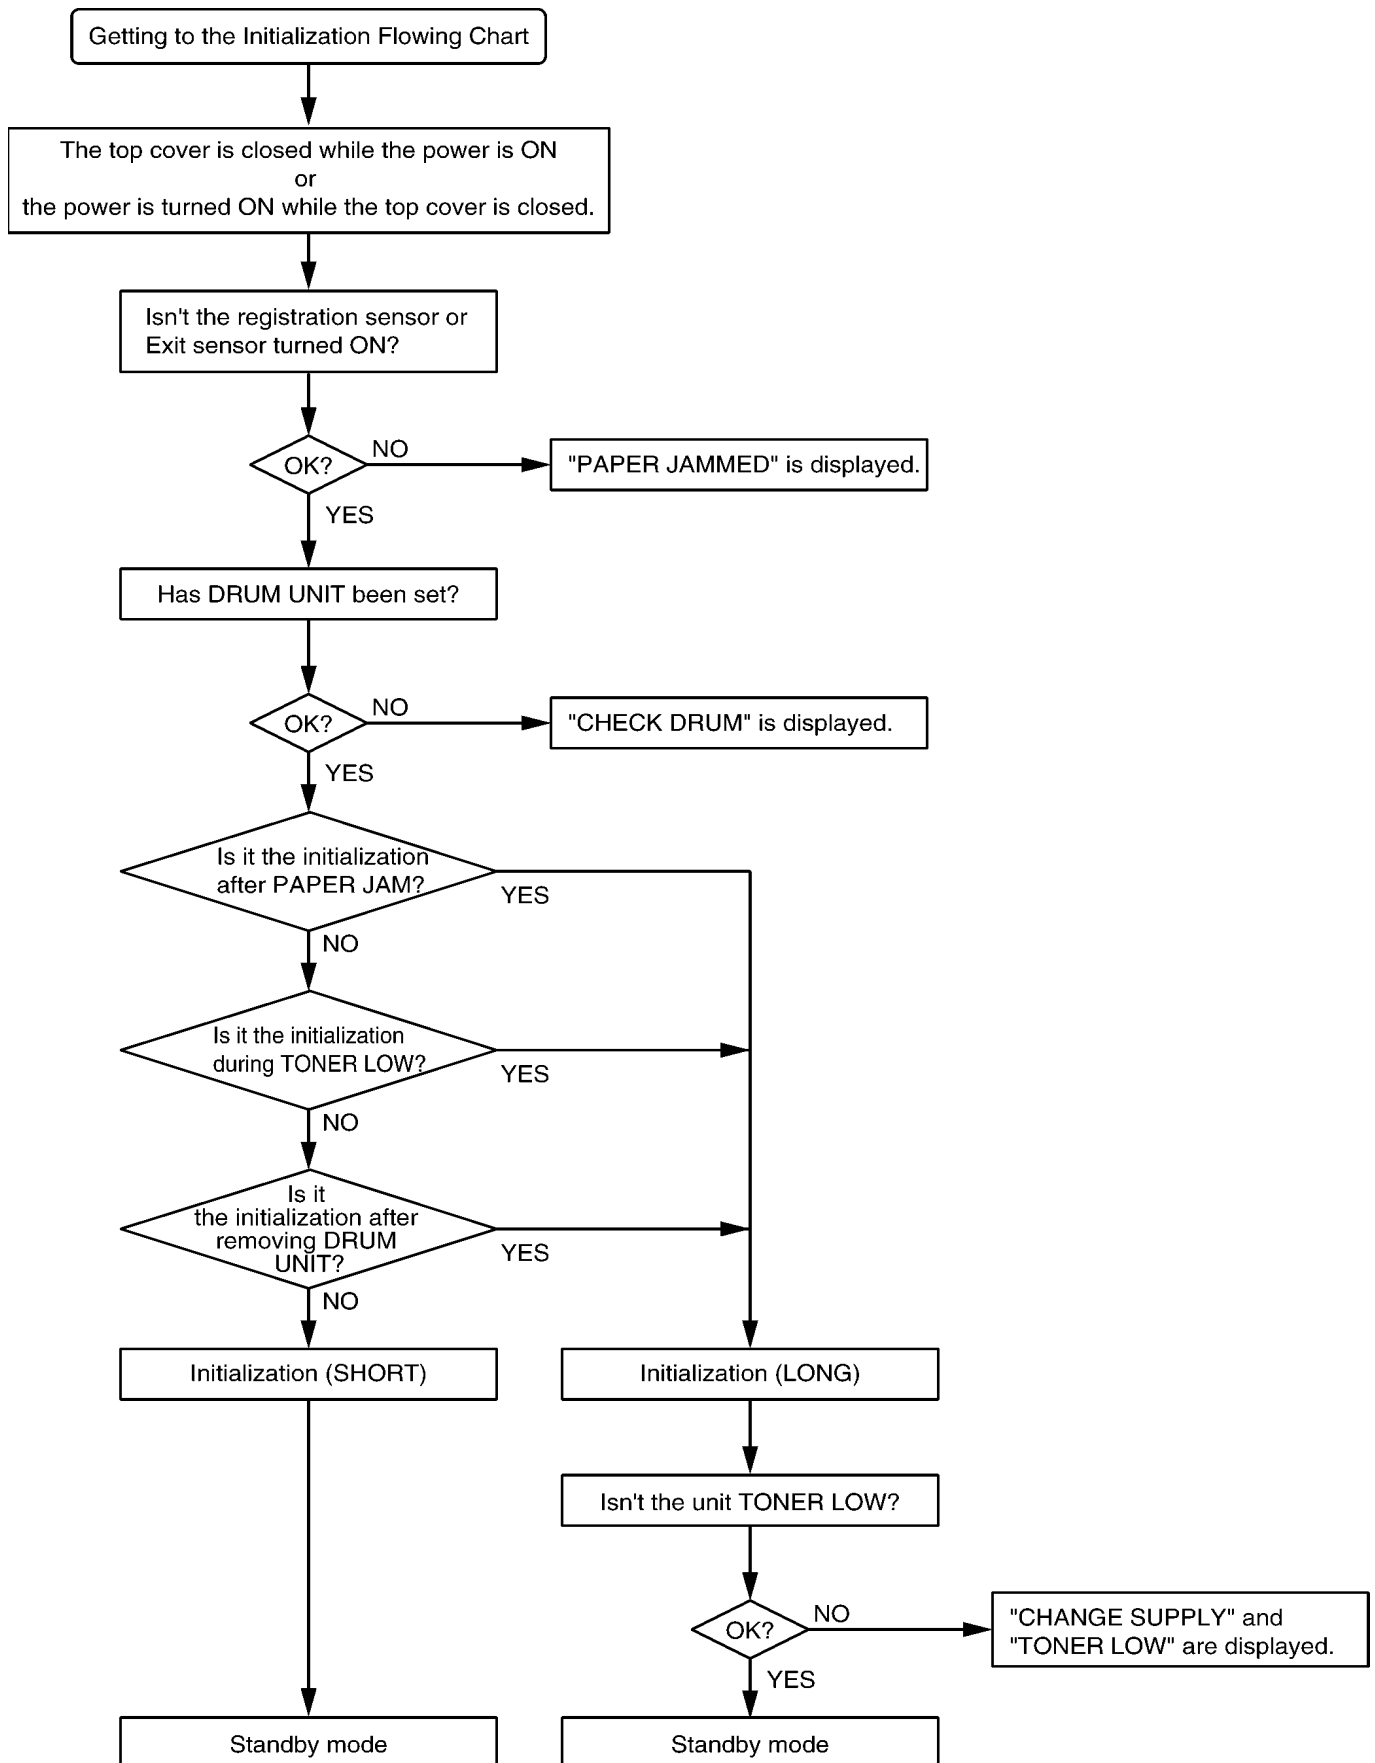 Getting to the Initialization Flowing Chart
The top cover is closed while the power is ON
or
the power is turned ON while the top cover is closed.
Isn't the registration sensor or
Exit sensor turned ON?
OK?
NO
"PAPER JAMMED" is displayed.
YES
Has DRUM UNIT been set?
OK?
NO
"CHECK DRUM" is displayed.
YES
Is it the initialization
after PAPER JAM?
YES
NO
Is it the initialization
during TONER LOW?
YES
NO
Is it
the initialization after
removing DRUM
UNIT?
YES
NO
Initialization (SHORT)
Initialization (LONG)
Isn't the unit TONER LOW?
OK?
NO
"CHANGE SUPPLY" and
"TONER LOW" are displayed.
YES
Standby mode
Standby mode